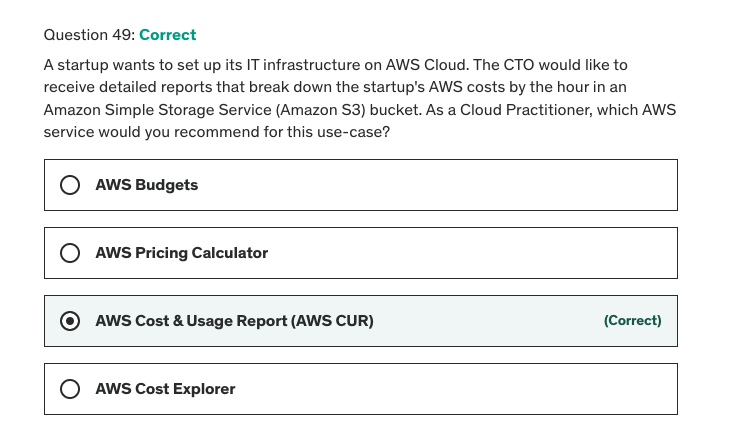 Question 49: Correct
A startup wants to set up its IT infrastructure on AWS Cloud. The CTO would like to
receive detailed reports that break down the startup's AWS costs by the hour in an
Amazon Simple Storage Service (Amazon S3) bucket. As a Cloud Practitioner, which AWS
service would you recommend for this use-case?
AWS Budgets
AWS Pricing Calculator
AWS Cost & Usage Report (AWS CUR) (Correct)
AWS Cost Explorer